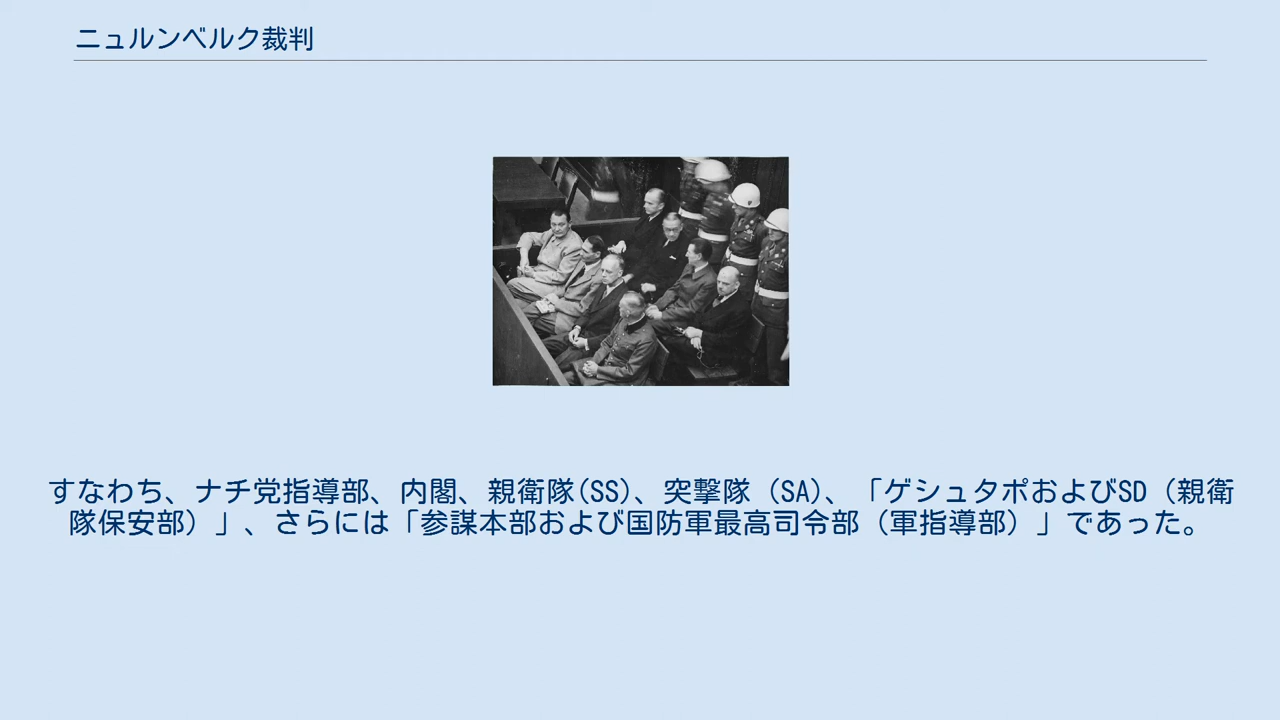 ニュルンベルク裁判
すなわち、ナチ党指導部、内閣、親衛隊(SS)、突撃隊（SA）、「ゲシュタポおよびSD（親衛
隊保安部）」、さらには「参謀本部および国防軍最高司令部（軍指導部）」であった。